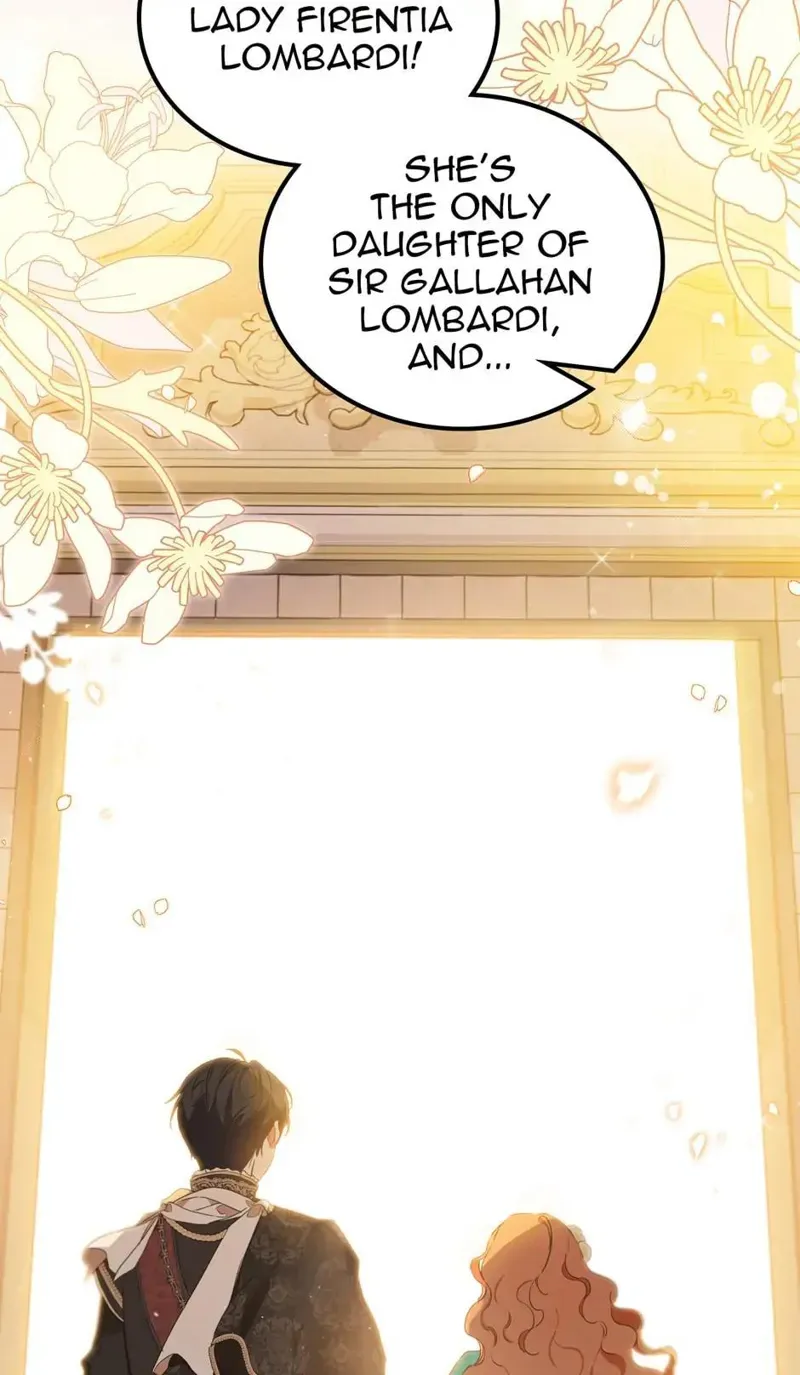 LADY FIRENTIA
LOMBARDI!
SHE'S
THE ONLY
DAUGHTER OF
SIR GALLAHAN
LOMBARDI,
AND...